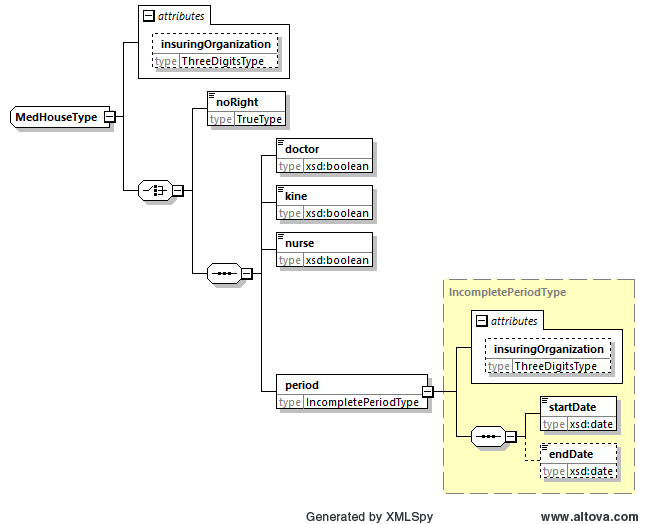 attributes
insuringOrganization
type ThreeDigitsType
MedHouseType
noRight
type TrueType
doctor
type xsd:boolean
kine
type xsd:boolean
nurse
type xsd:boolean
IncompletePeriodType
attributes
insuringOrganization
type ThreeDigitsType
period
type IncompletePeriodType
startDate
type xsd:date
endDate
type xsd:date
Generated by XMLSpy www.altova.com